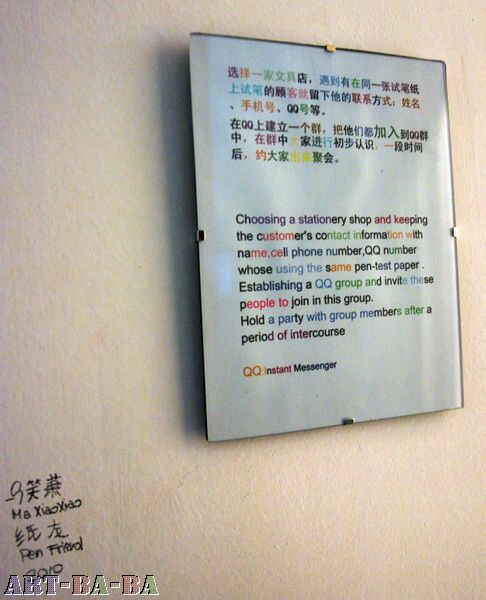 选择一家文具店，遇到有在同一张试笔纸
上试笔的顾客就留下他的联系方式：姓名
、手机号、QQ号等。
在QQ上建立一个群，把他们都加入到QQ群
中，在群中大家进行初步认识，一段时间
后，约大家出来聚会。
Choosing a stationery shop and keeping
the customer's contact information with
name,cell phone number,QQ number
whose using the same pen-test paper .
Establishing a QQ group and invite these
people to join in this group.
Hold a party with group members after a
period of intercourse
QQ:Instant Messenger
马笑萧
Ma XiaoXiao
纸友
Pen Friend
2010
ART-BA-BA